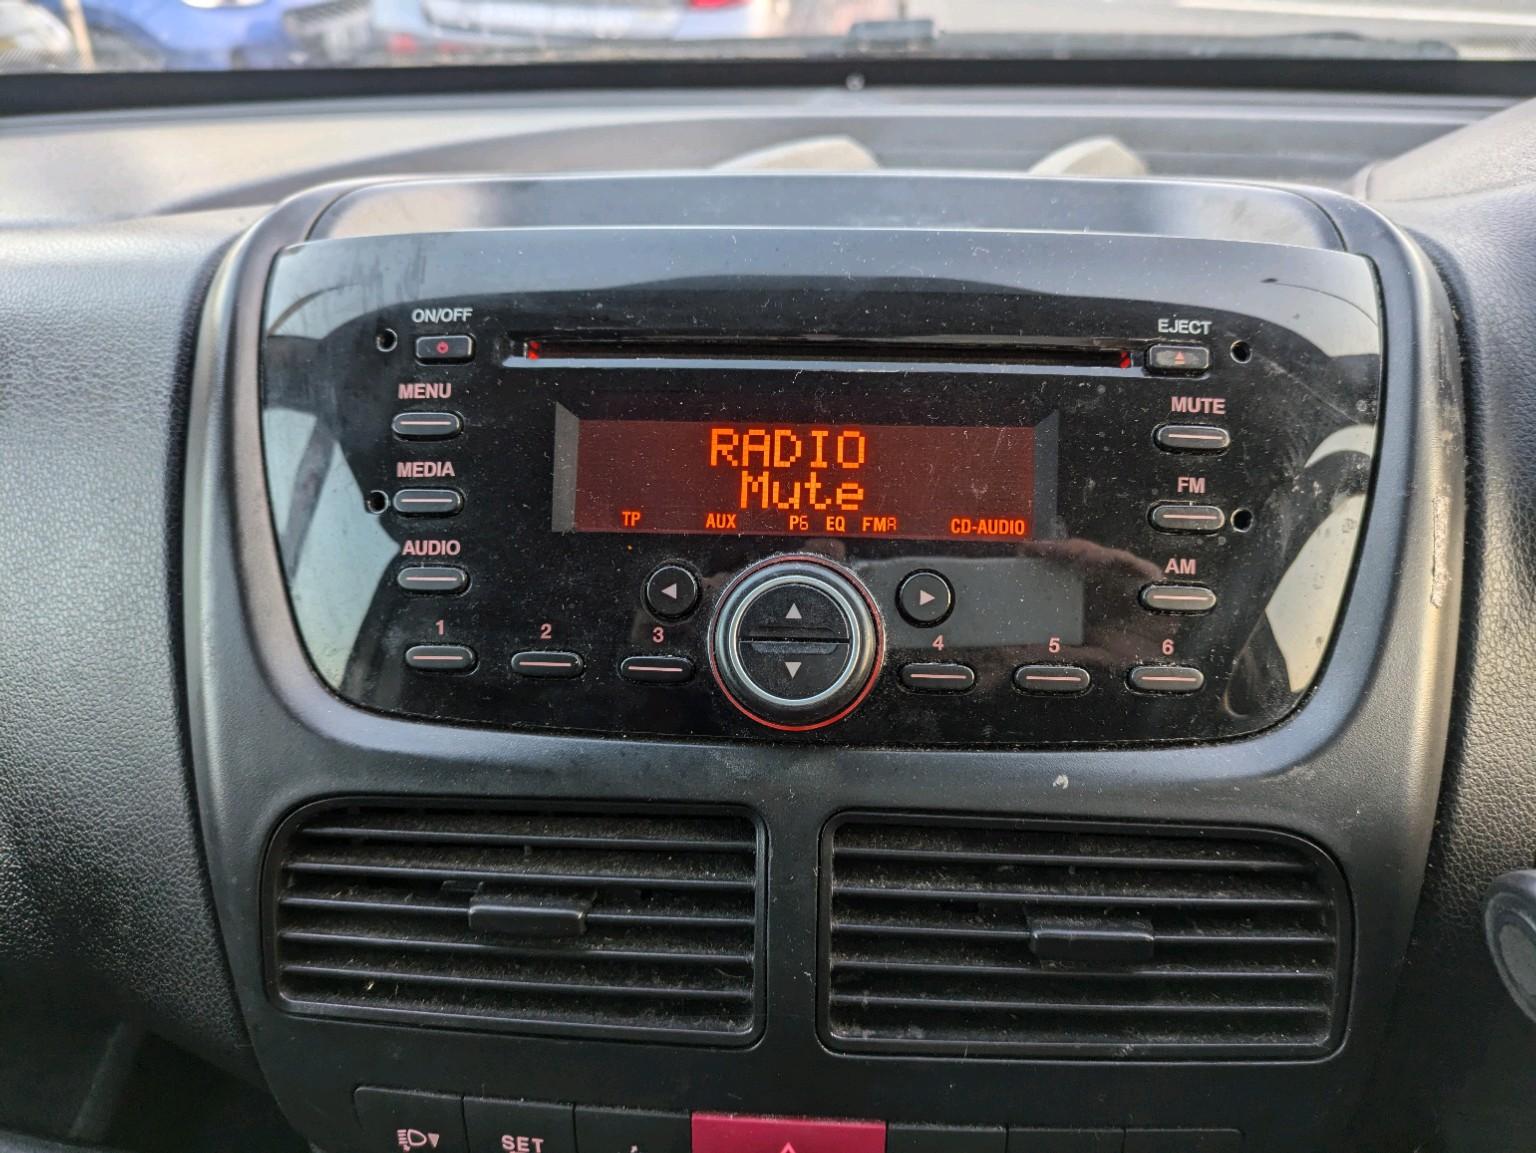 ON/OFF
EJECT
MENU
MUTE
RADIO
Mute
MEDIA
FM
TP AUX P6 EQ FMR CD-AUDIO
AUDIO
AM
1 2 3 4 5 6
SET